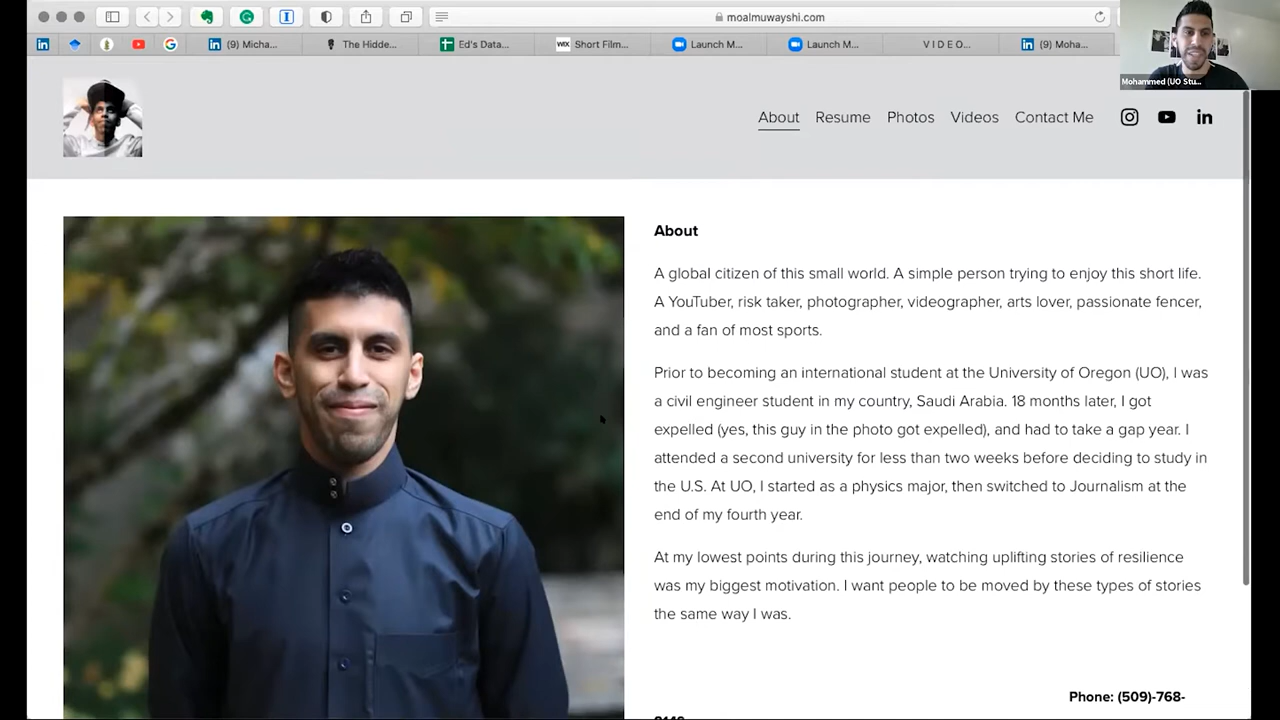 moalmuwayshi.com
(9) Micha...
The Hidde...
Ed's Data...
WIX Short Film...
Launch M...
Launch M...
V I D E O...
(9) Moha...
Mohammed (UO Stu...
About Resume Photos Videos Contact Me
About
A global citizen of this small world. A simple person trying to enjoy this short life.
A YouTuber, risk taker, photographer, videographer, arts lover, passionate fencer,
and a fan of most sports.
Prior to becoming an international student at the University of Oregon (UO), I was
a civil engineer student in my country, Saudi Arabia. 18 months later, I got
expelled (yes, this guy in the photo got expelled), and had to take a gap year. I
attended a second university for less than two weeks before deciding to study in
the U.S. At UO, I started as a physics major, then switched to Journalism at the
end of my fourth year.
At my lowest points during this journey, watching uplifting stories of resilience
was my biggest motivation. I want people to be moved by these types of stories
the same way I was.
Phone: (509)-768-